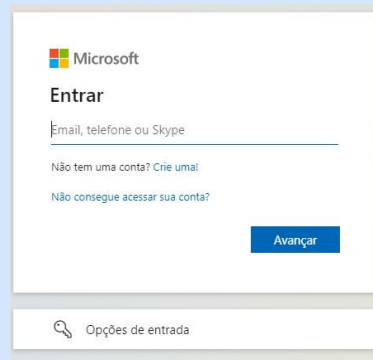 Microsoft
Entrar
Email, telefone ou Skype
Não tem uma conta? Crie uma!
Não consegue acessar sua conta?
Avançar
Opções de entrada